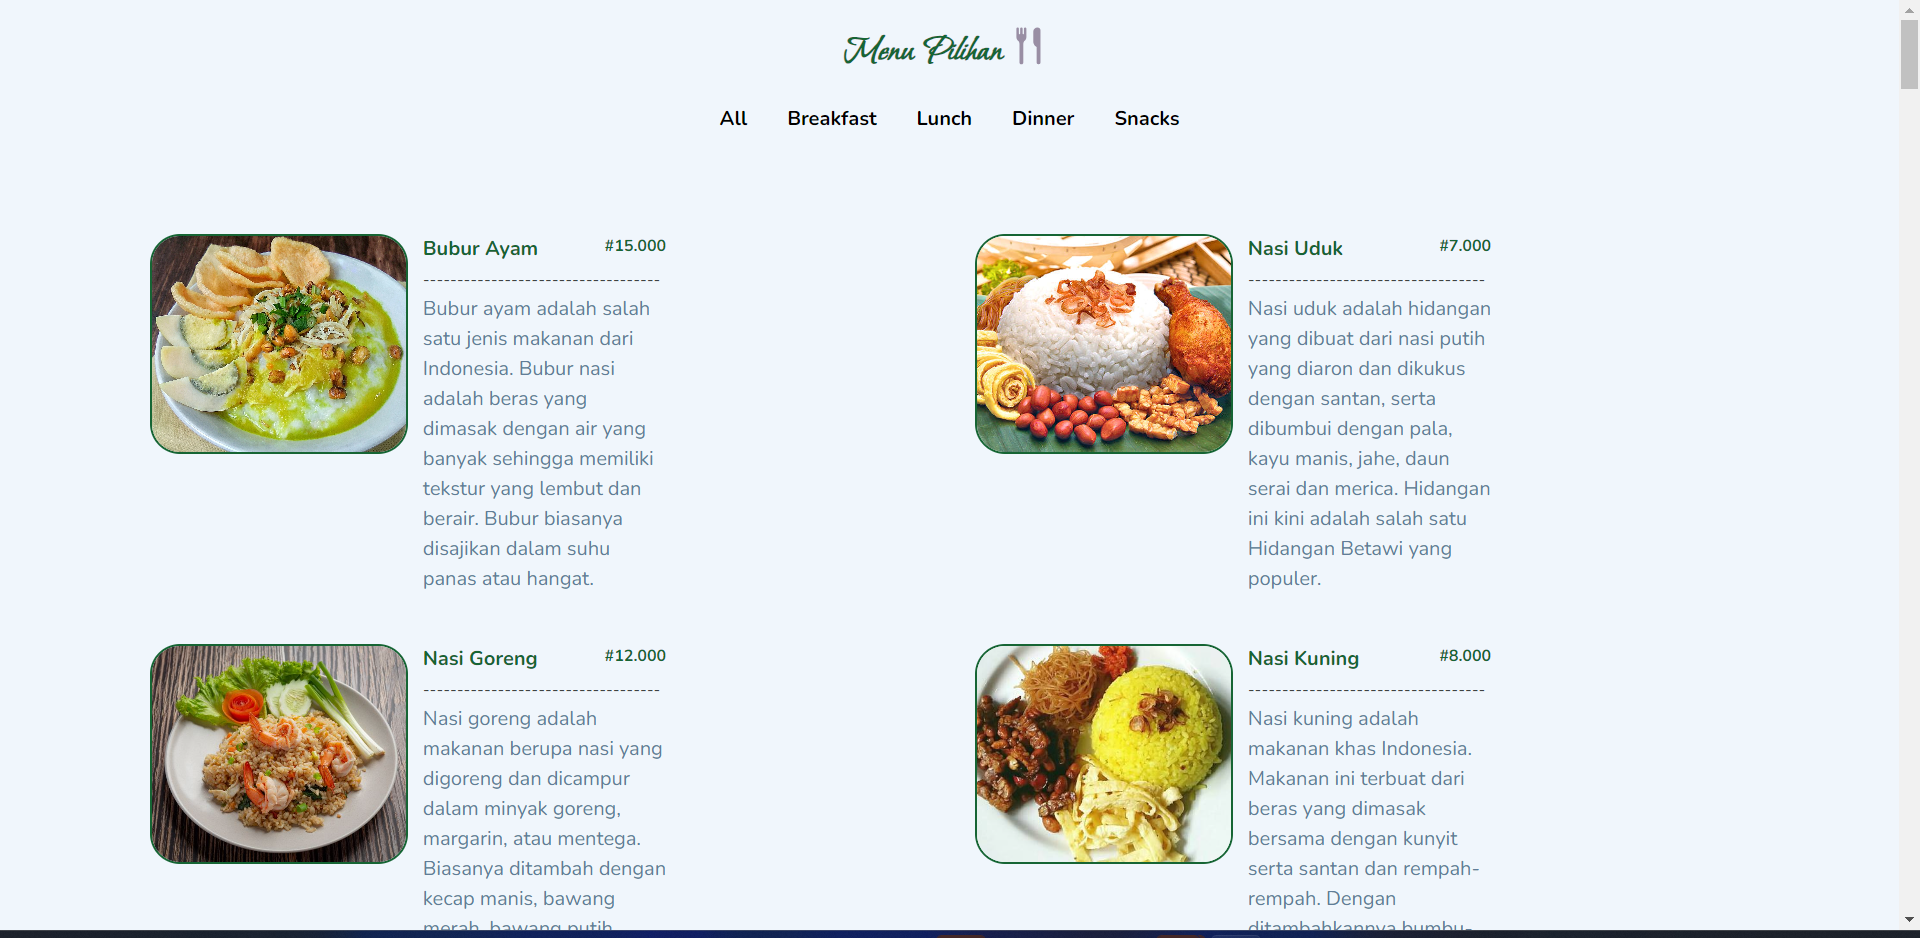 Menu Pilihan
All Breakfast Lunch Dinner Snacks
Bubur Ayam #15.000
-----------------------------------
Bubur ayam adalah salah
satu jenis makanan dari
Indonesia. Bubur nasi
adalah beras yang
dimasak dengan air yang
banyak sehingga memiliki
tekstur yang lembut dan
berair. Bubur biasanya
disajikan dalam suhu
panas atau hangat.
Nasi Uduk #7.000
-----------------------------------
Nasi uduk adalah hidangan
yang dibuat dari nasi putih
yang diaron dan dikukus
dengan santan, serta
dibumbui dengan pala,
kayu manis, jahe, daun
serai dan merica. Hidangan
ini kini adalah salah satu
Hidangan Betawi yang
populer.
Nasi Goreng #12.000
-----------------------------------
Nasi goreng adalah
makanan berupa nasi yang
digoreng dan dicampur
dalam minyak goreng,
margarin, atau mentega.
Biasanya ditambah dengan
kecap manis, bawang
merah, bawang putih,
Nasi Kuning #8.000
-----------------------------------
Nasi kuning adalah
makanan khas Indonesia.
Makanan ini terbuat dari
beras yang dimasak
bersama dengan kunyit
serta santan dan rempah-
rempah. Dengan
ditambahkannya bumbu-